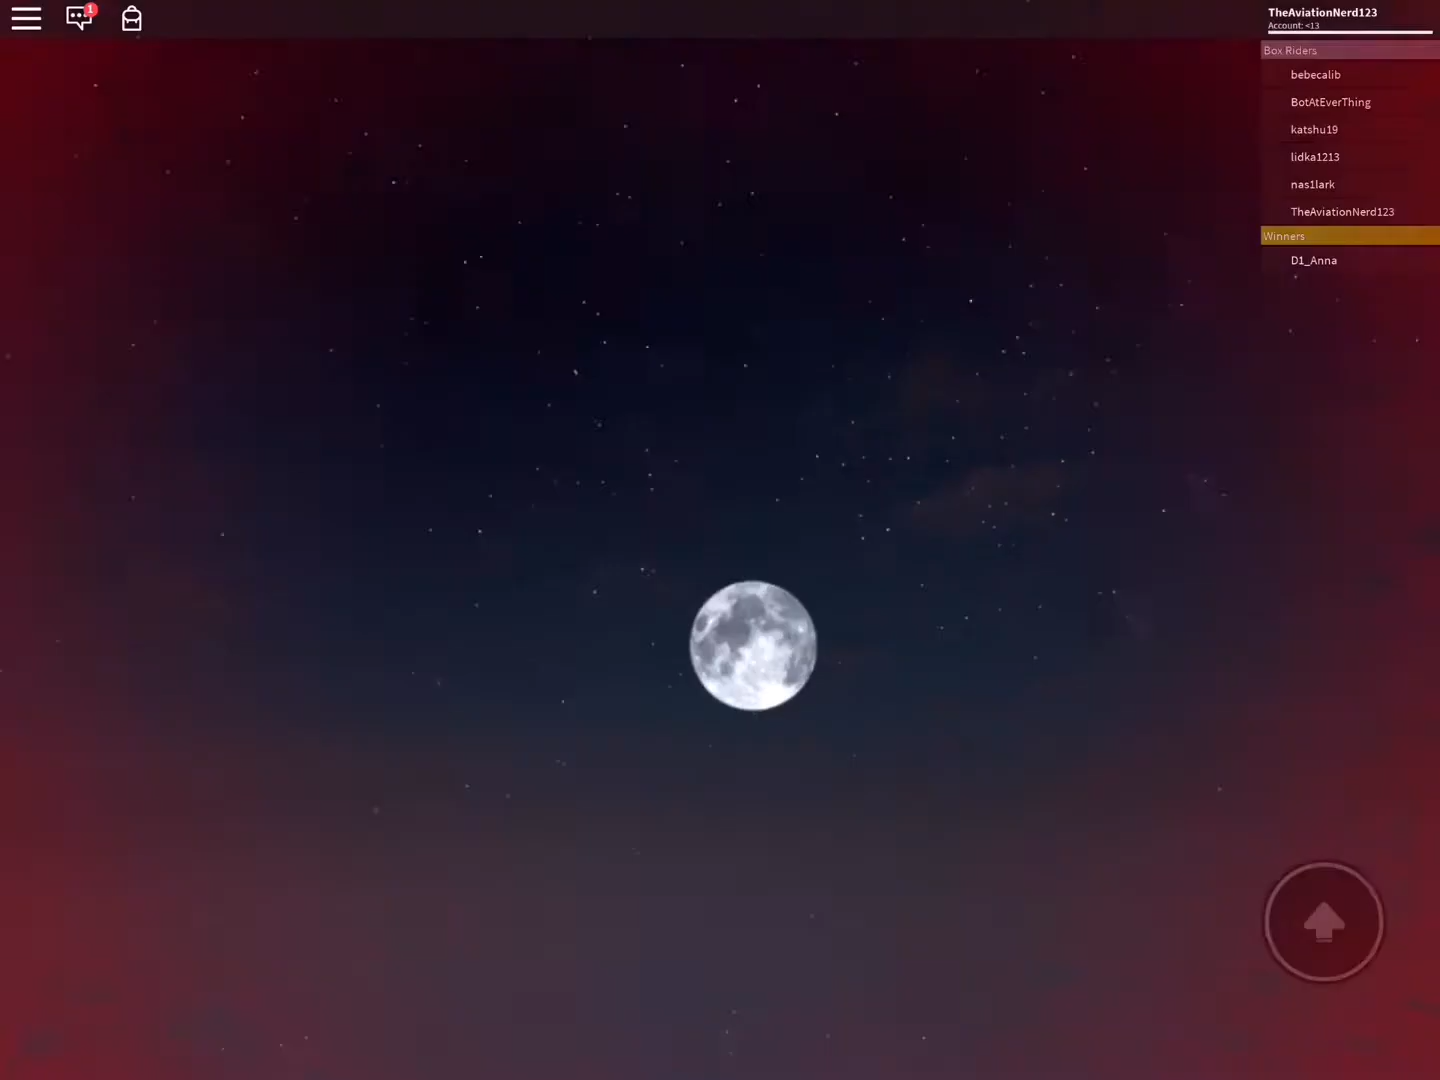 1
TheAviationNerd123
Account: <13
Box Riders
bebecalib
BotAtEverThing
katshu19
lidka1213
nas1lark
TheAviationNerd123
Winners
D1_Anna